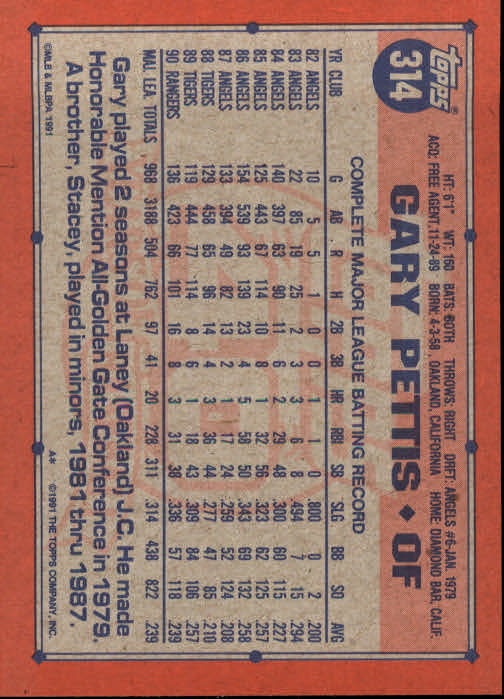 topps®
314
HT: 6'1" WT: 160 BATS: BOTH THROWS: RIGHT DRFT: ANGELS #6-JAN. 1979
ACQ: FREE AGENT, 11-24-89 BORN: 4-3-58, OAKLAND, CALIFORNIA HOME: DIAMOND BAR, CALIF.
GARY PETTIS ◆ OF
COMPLETE MAJOR LEAGUE BATTING RECORD
YR CLUB G AB R H 2B 3B HR RBI SB SLG BB SO AVG
82 ANGELS 10 5 5 1 0 0 1 1 0 .800 0 2 .200
83 ANGELS 22 85 19 25 2 3 3 6 8 .494 7 15 .294
84 ANGELS 140 397 63 90 11 6 2 29 48 .300 60 115 .227
85 ANGELS 125 443 67 114 10 8 1 32 56 .323 62 125 .257
86 ANGELS 154 539 93 139 23 4 5 58 50 .343 69 132 .258
87 ANGELS 133 394 49 82 13 2 1 17 24 .259 52 124 .208
88 TIGERS 129 458 65 96 14 4 3 36 44 .277 47 85 .210
89 TIGERS 119 444 77 114 8 6 1 18 43 .309 84 106 .257
90 RANGERS 136 423 66 101 16 8 3 31 38 .336 57 118 .239
MAJ. LEA. TOTALS 968 3188 504 762 97 41 20 228 311 .314 438 822 .239
Gary played 2 seasons at Laney (Oakland) J.C. He made
Honorable Mention All-Golden Gate Conference in 1979.
A brother, Stacey, played in minors, 1981 thru 1987.
©MLB & MLBPA 1991 A* ©1991 THE TOPPS COMPANY, INC.